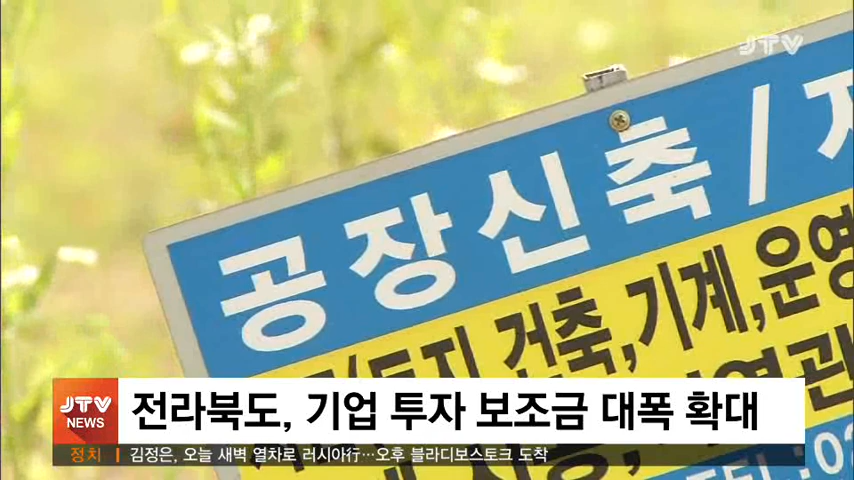 JTV
공장신축/
토지 건축,기계,운영
JTV
NEWS
전라북도, 기업 투자 보조금 대폭 확대
정치
김정은, 오늘 새벽 열차로 러시아行…오후 블라디보스토크 도착